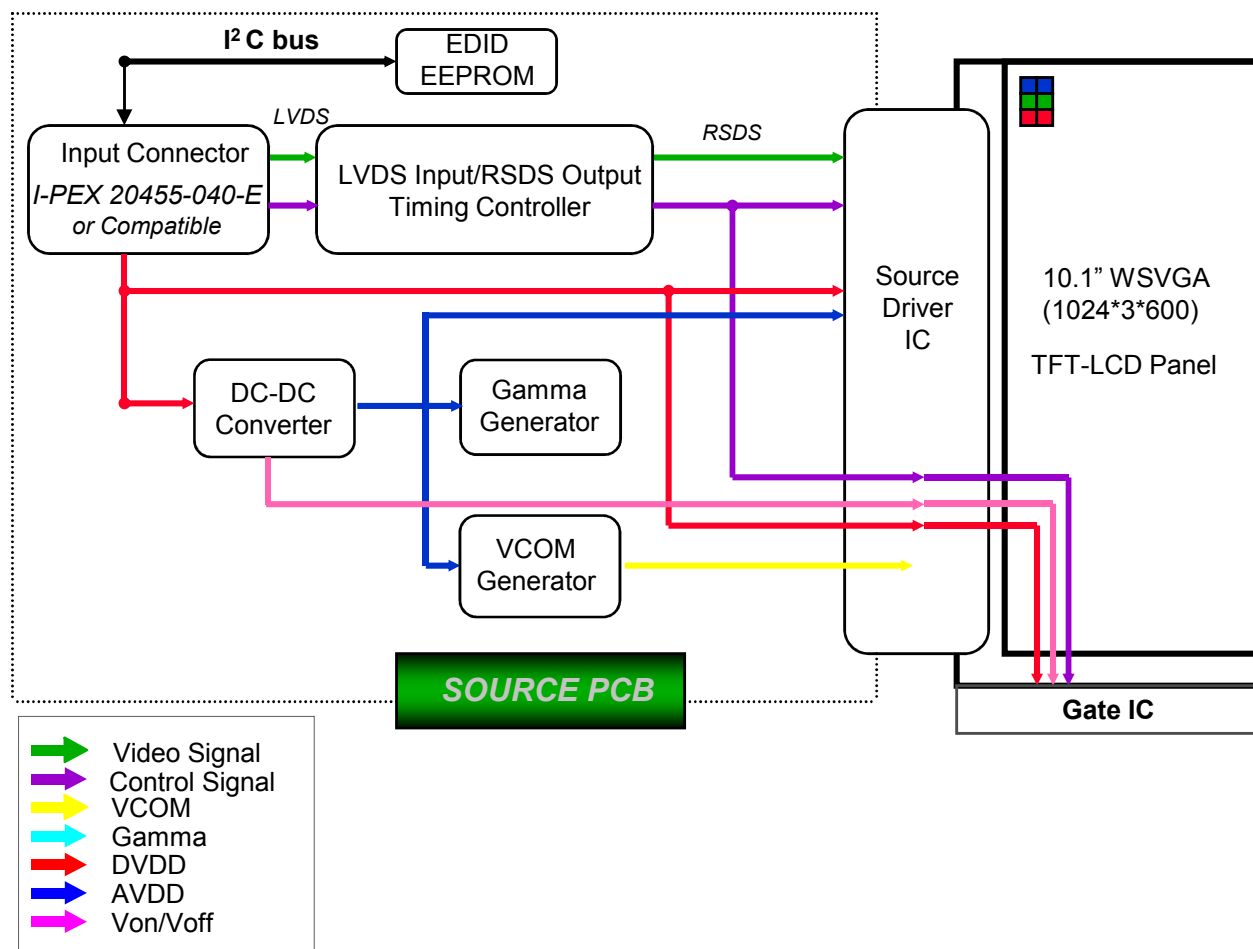 I² C bus
EDID
EEPROM
LVDS
RSDS
Input Connector
I-PEX 20455-040-E
or Compatible
LVDS Input/RSDS Output
Timing Controller
Source
Driver
IC
10.1” WSVGA
(1024*3*600)
TFT-LCD Panel
DC-DC
Converter
Gamma
Generator
VCOM
Generator
SOURCE PCB
Gate IC
Video Signal
Control Signal
VCOM
Gamma
DVDD
AVDD
Von/Voff